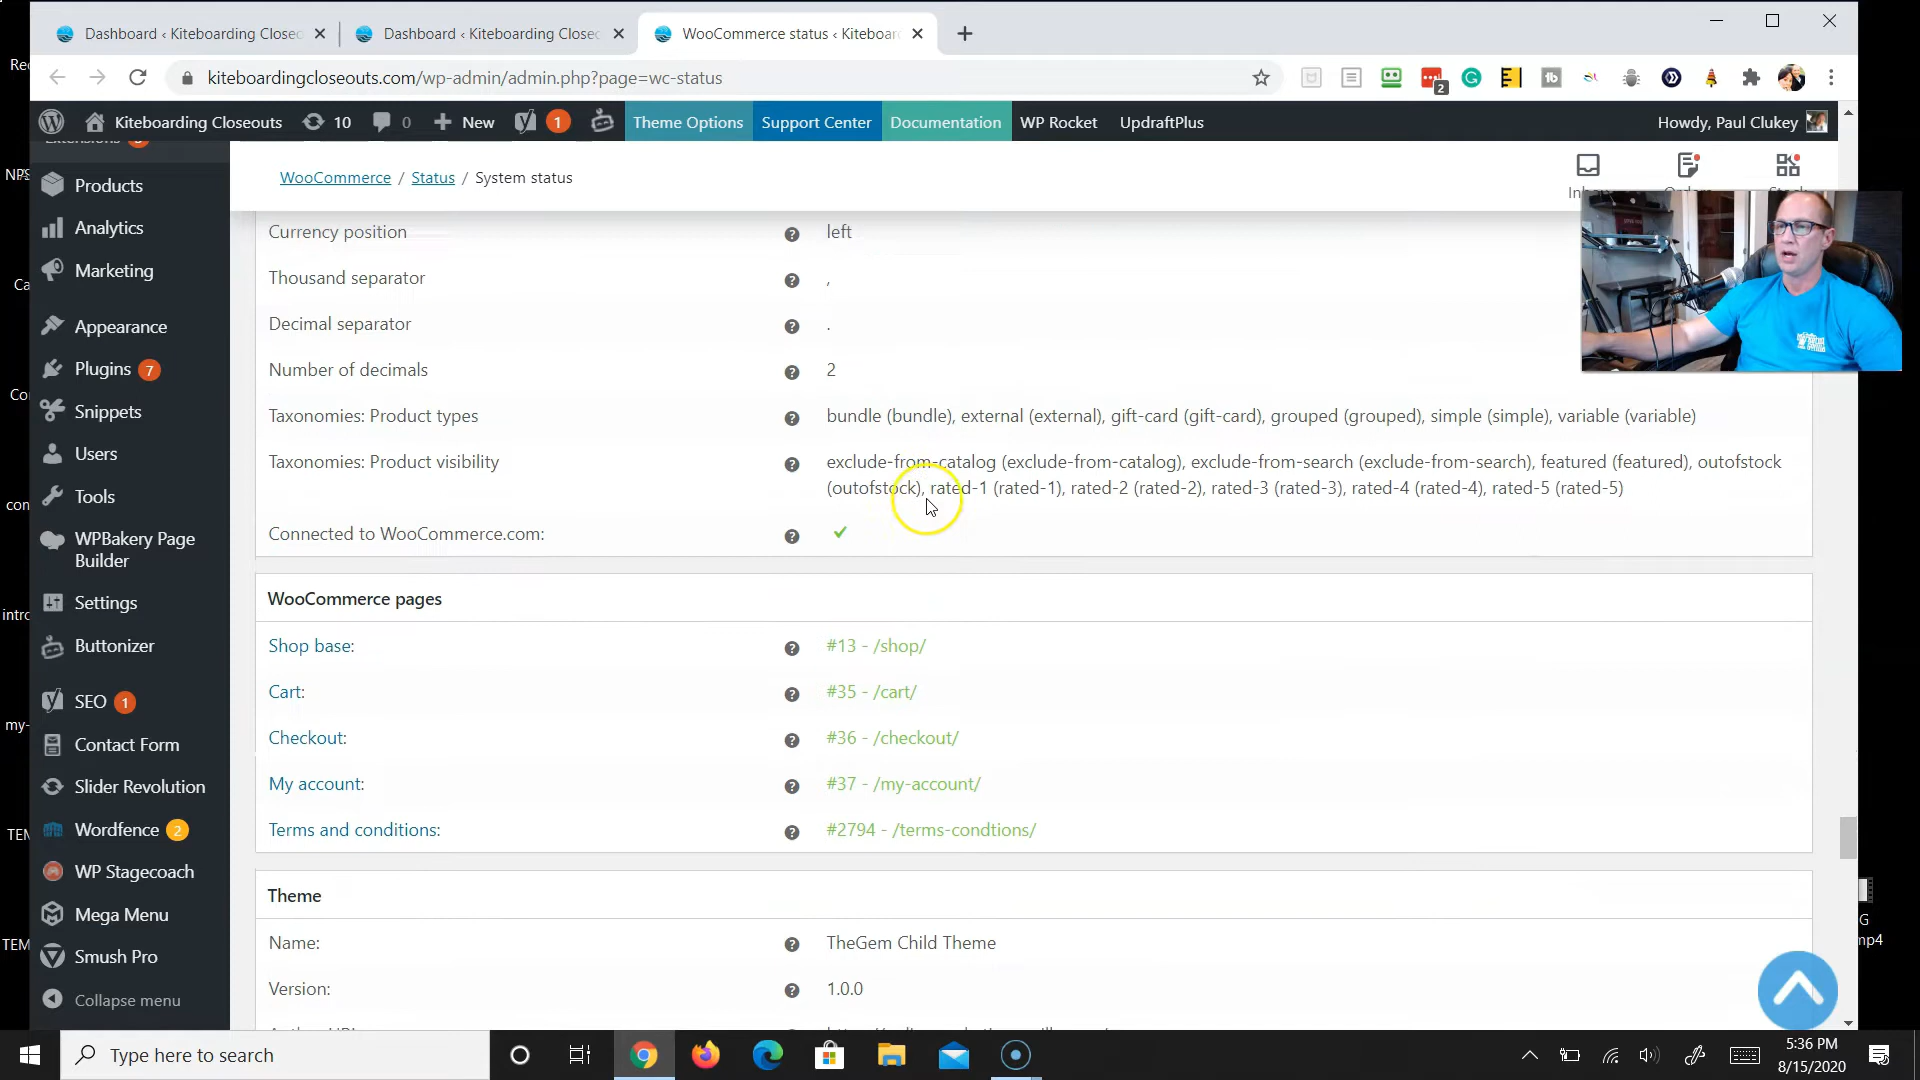 Dashboard ‹ Kiteboarding Closeo
Dashboard ‹ Kiteboarding Closeo
WooCommerce status ‹ Kiteboar
kiteboardingcloseouts.com/wp-admin/admin.php?page=wc-status
2
Kiteboarding Closeouts
10
0
New
1
Theme Options
Support Center
Documentation
WP Rocket
UpdraftPlus
Howdy, Paul Clukey
Products
Analytics
Marketing
Appearance
Plugins 7
Snippets
Users
Tools
WPBakery Page
Builder
Settings
Buttonizer
SEO 1
Contact Form
Slider Revolution
Wordfence 2
WP Stagecoach
Mega Menu
Smush Pro
Collapse menu
WooCommerce / Status / System status
Currency position left
Thousand separator ,
Decimal separator .
Number of decimals 2
Taxonomies: Product types bundle (bundle), external (external), gift-card (gift-card), grouped (grouped), simple (simple), variable (variable)
Taxonomies: Product visibility exclude-from-catalog (exclude-from-catalog), exclude-from-search (exclude-from-search), featured (featured), outofstock
(outofstock), rated-1 (rated-1), rated-2 (rated-2), rated-3 (rated-3), rated-4 (rated-4), rated-5 (rated-5)
Connected to WooCommerce.com: ✔
WooCommerce pages
Shop base: #13 - /shop/
Cart: #35 - /cart/
Checkout: #36 - /checkout/
My account: #37 - /my-account/
Terms and conditions: #2794 - /terms-condtions/
Theme
Name: TheGem Child Theme
Version: 1.0.0
Type here to search
5:36 PM
8/15/2020